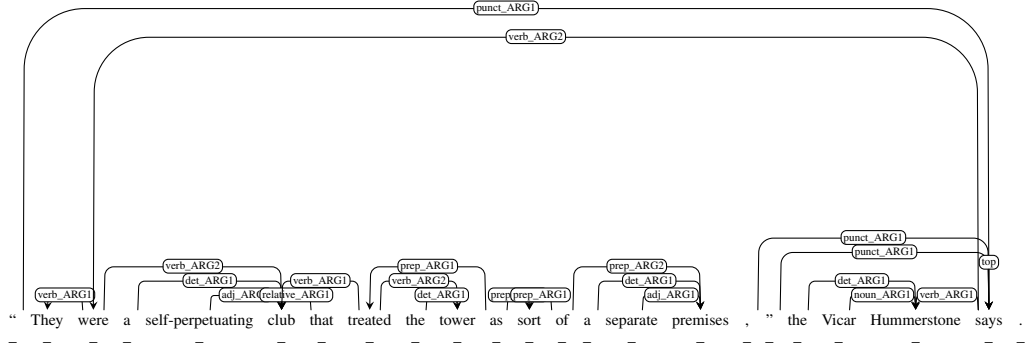 punct_ARG1
verb_ARG2
punct_ARG1
punct_ARG1
top
verb_ARG2 prep_ARG1 prep_ARG2
det_ARG1 verb_ARG1 verb_ARG2 det_ARG1 det_ARG1
verb_ARG1 relative_ARG1 det_ARG1 prep_ARG1 adj_ARG1 noun_ARG1 verb_ARG1
“ They were a self-perpetuating club that treated the tower as sort of a separate premises , ” the Vicar Hummerstone says .
_ _ _ _ _ _ _ _ _ _ _ _ _ _ _ _ _ _ _ _ _ _ _